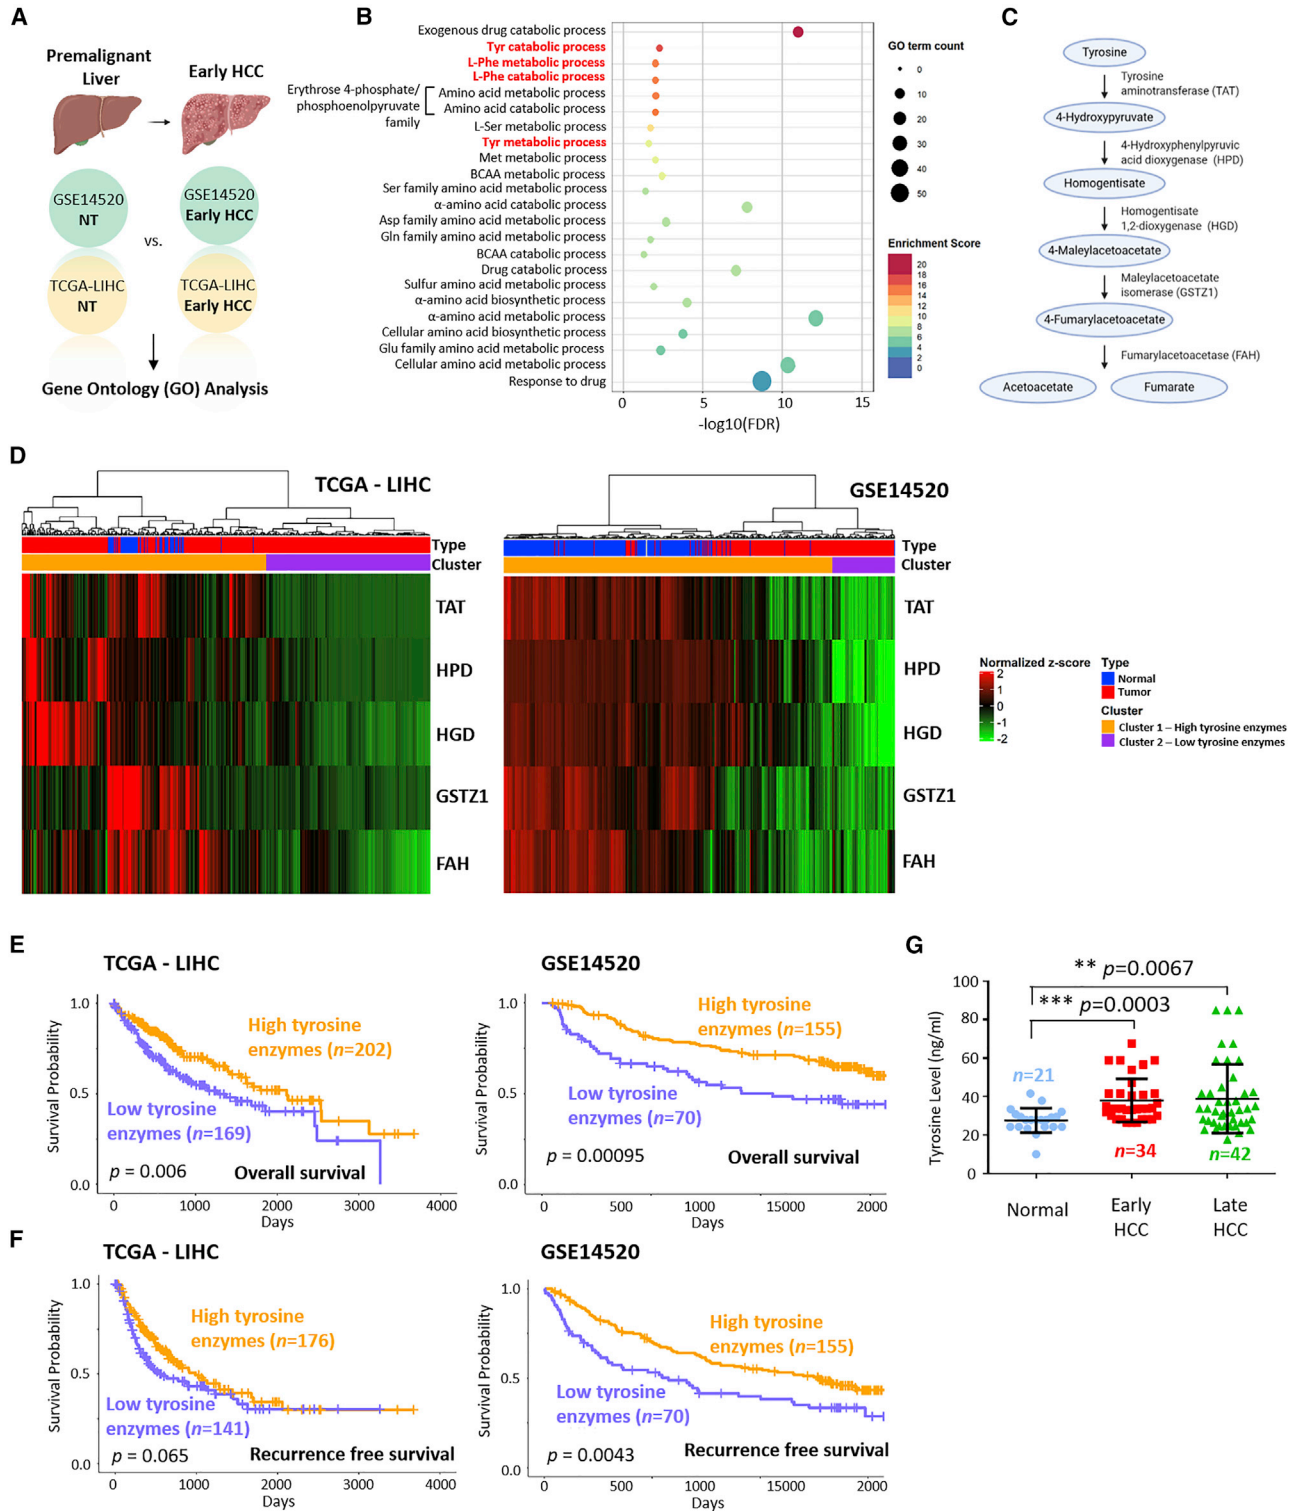 A
Premalignant
Liver
Early HCC
GSE14520
NT
GSE14520
Early HCC
vs.
TCGA-LIHC
NT
TCGA-LIHC
Early HCC
Gene Ontology (GO) Analysis
B
Exogenous drug catabolic process
Tyr catabolic process
L-Phe metabolic process
L-Phe catabolic process
Erythrose 4-phosphate/
phosphoenolpyruvate
family
Amino acid metabolic process
Amino acid catabolic process
L-Ser metabolic process
Tyr metabolic process
Met metabolic process
BCAA metabolic process
Ser family amino acid metabolic process
α-amino acid catabolic process
Asp family amino acid metabolic process
Gln family amino acid metabolic process
BCAA catabolic process
Drug catabolic process
Sulfur amino acid metabolic process
α-amino acid biosynthetic process
α-amino acid metabolic process
Cellular amino acid biosynthetic process
Glu family amino acid metabolic process
Cellular amino acid metabolic process
Response to drug
0 5 10 15
-log10(FDR)
GO term count
0
10
20
30
40
50
Enrichment Score
20
18
16
14
12
10
8
6
4
2
0
C
Tyrosine
Tyrosine
aminotransferase (TAT)
4-Hydroxypyruvate
4-Hydroxyphenylpyruvic
acid dioxygenase (HPD)
Homogentisate
Homogentisate
1,2-dioxygenase (HGD)
4-Maleylacetoacetate
Maleylacetoacetate
isomerase (GSTZ1)
4-Fumarylacetoacetate
Fumarylacetoacetase (FAH)
Acetoacetate
Fumarate
D
TCGA - LIHC
Type
Cluster
TAT
HPD
HGD
GSTZ1
FAH
GSE14520
Type
Cluster
TAT
HPD
HGD
GSTZ1
FAH
Normalized z-score
2
1
0
-1
-2
Type
Normal
Tumor
Cluster
Cluster 1 – High tyrosine enzymes
Cluster 2 – Low tyrosine enzymes
E
TCGA - LIHC
Survival Probability
1.0
0.5
0.0
High tyrosine
enzymes (n=202)
Low tyrosine
enzymes (n=169)
p = 0.006
Overall survival
0 1000 2000 3000 4000
Days
GSE14520
Survival Probability
1.0
0.5
0.0
High tyrosine
enzymes (n=155)
Low tyrosine
enzymes (n=70)
p = 0.00095
Overall survival
0 500 1000 15000 2000
Days
F
TCGA - LIHC
Survival Probability
1.0
0.5
0.0
High tyrosine
enzymes (n=176)
Low tyrosine
enzymes (n=141)
p = 0.065
Recurrence free survival
0 1000 2000 3000 4000
Days
GSE14520
Survival Probability
1.0
0.5
0.0
High tyrosine
enzymes (n=155)
Low tyrosine
enzymes (n=70)
p = 0.0043
Recurrence free survival
0 500 1000 15000 2000
Days
G
Tyrosine Level (ng/ml)
100
80
60
40
20
0
** p=0.0067
*** p=0.0003
n=21
n=34
n=42
Normal
Early
HCC
Late
HCC